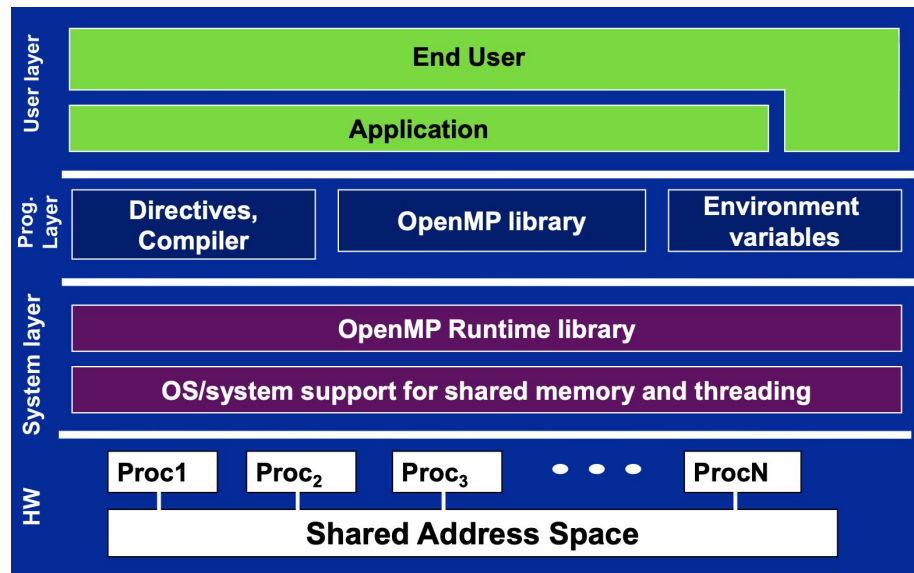 User layer
End User
Application
Prog.
Layer
Directives,
Compiler
OpenMP library
Environment
variables
System layer
OpenMP Runtime library
OS/system support for shared memory and threading
HW
Proc1
Proc₂
Proc₃
ProcN
Shared Address Space